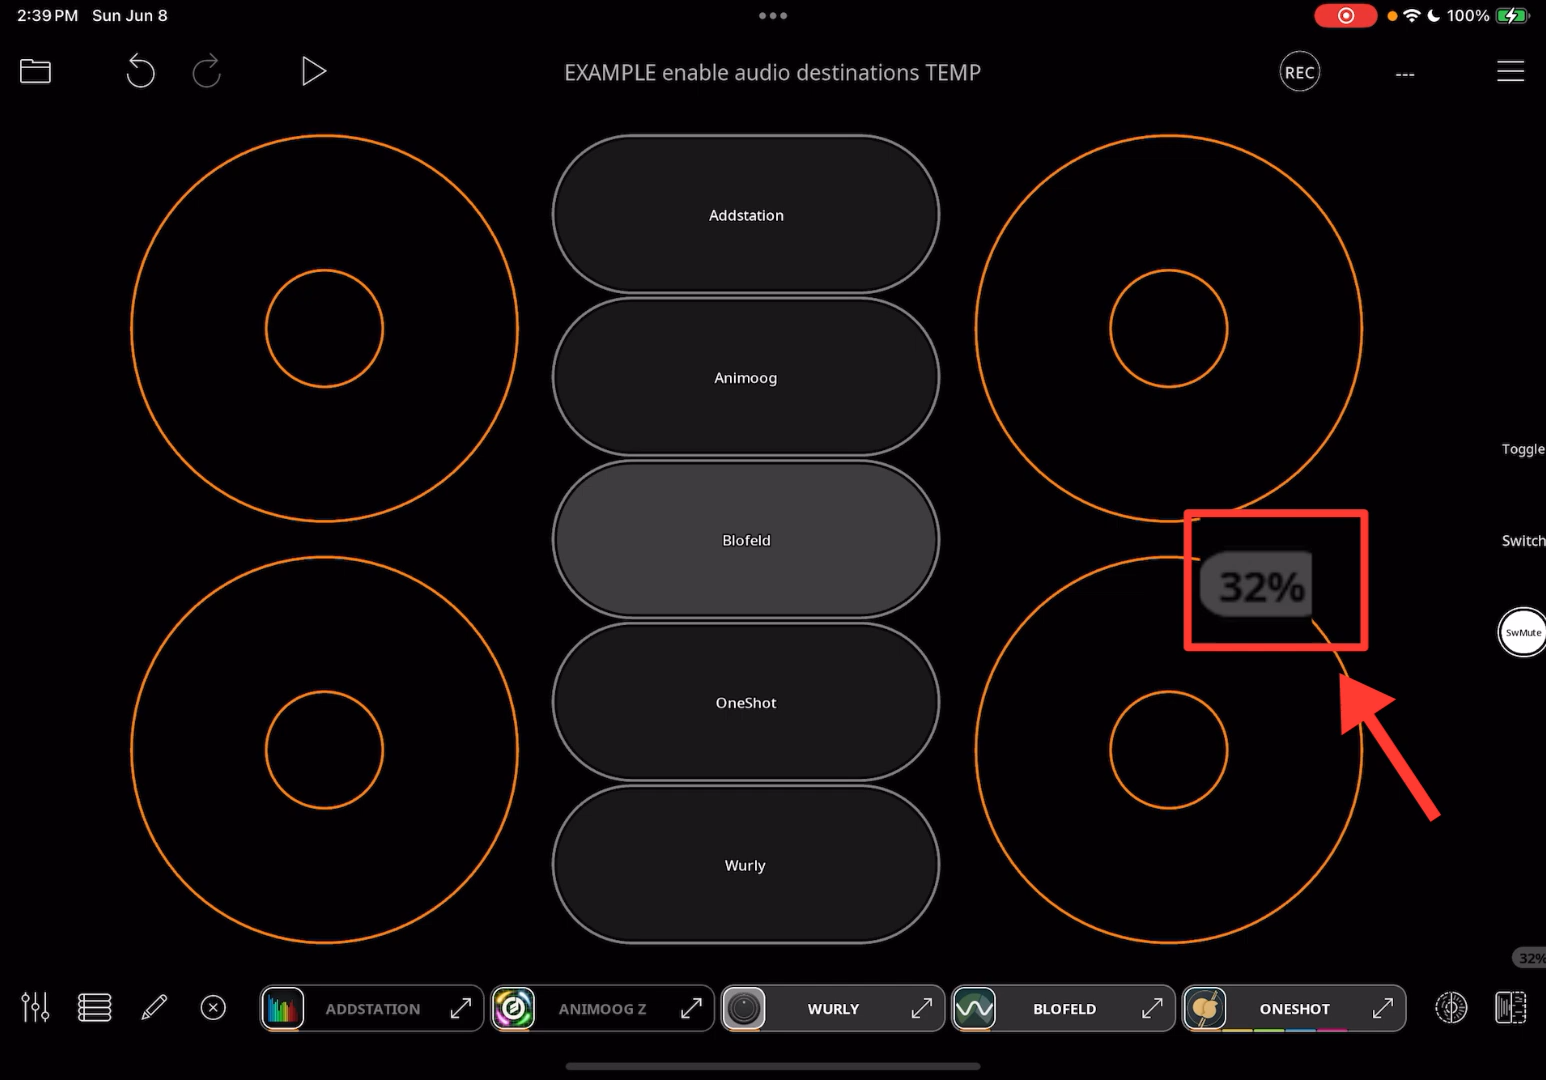 2:39 PM Sun Jun 8
100%
EXAMPLE enable audio destinations TEMP
REC
---
Addstation
Animoog
Blofeld
OneShot
Wurly
Toggle
Switch
32%
SwMute
32%
ADDSTATION
ANIMOOG Z
WURLY
BLOFELD
ONESHOT